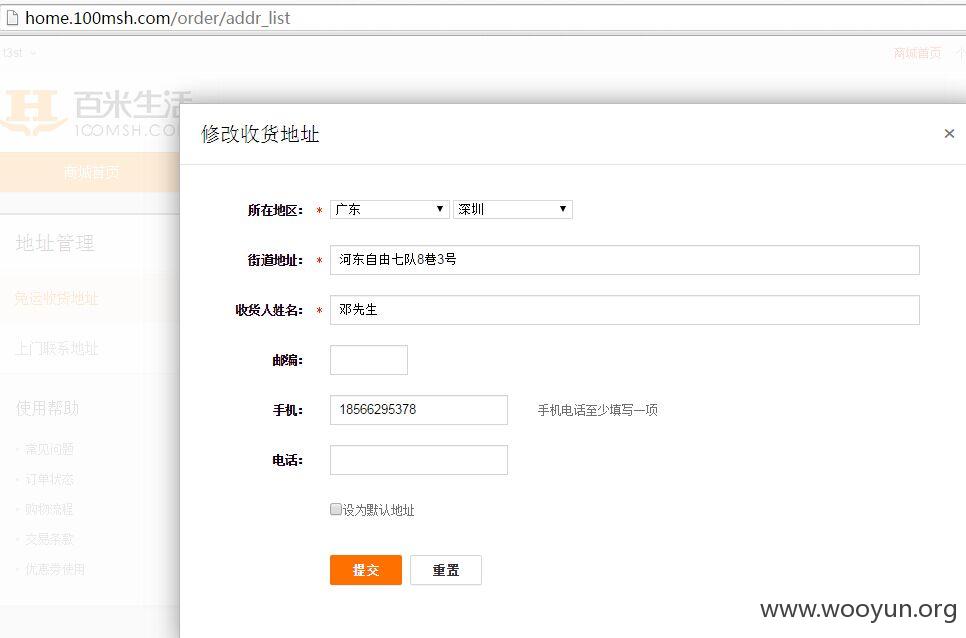 home.100msh.com/order/addr_list
t3st
商城首页
个
百米生活
100MSH.CO
商城首页
修改收货地址
×
地址管理
免运收货地址
上门联系地址
使用帮助
· 常见问题
· 订单状态
· 购物流程
· 交易条款
· 优惠劵使用
所在地区： * 广东 深圳
街道地址： * 河东自由七队8巷3号
收货人姓名： * 邓先生
邮编：
手机： 18566295378 手机电话至少填写一项
电话：
设为默认地址
提交 重置
www.wooyun.org